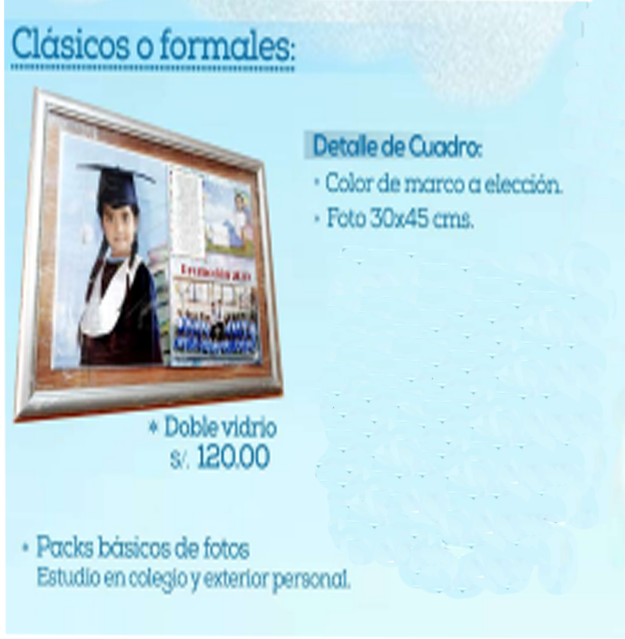 Clásicos o formales:
Detalle de Cuadro:
• Color de marco a elección.
• Foto 30x45 cms.
* Doble vidrio
S/. 120.00
• Packs básicos de fotos
Estudio en colegio y exterior personal.